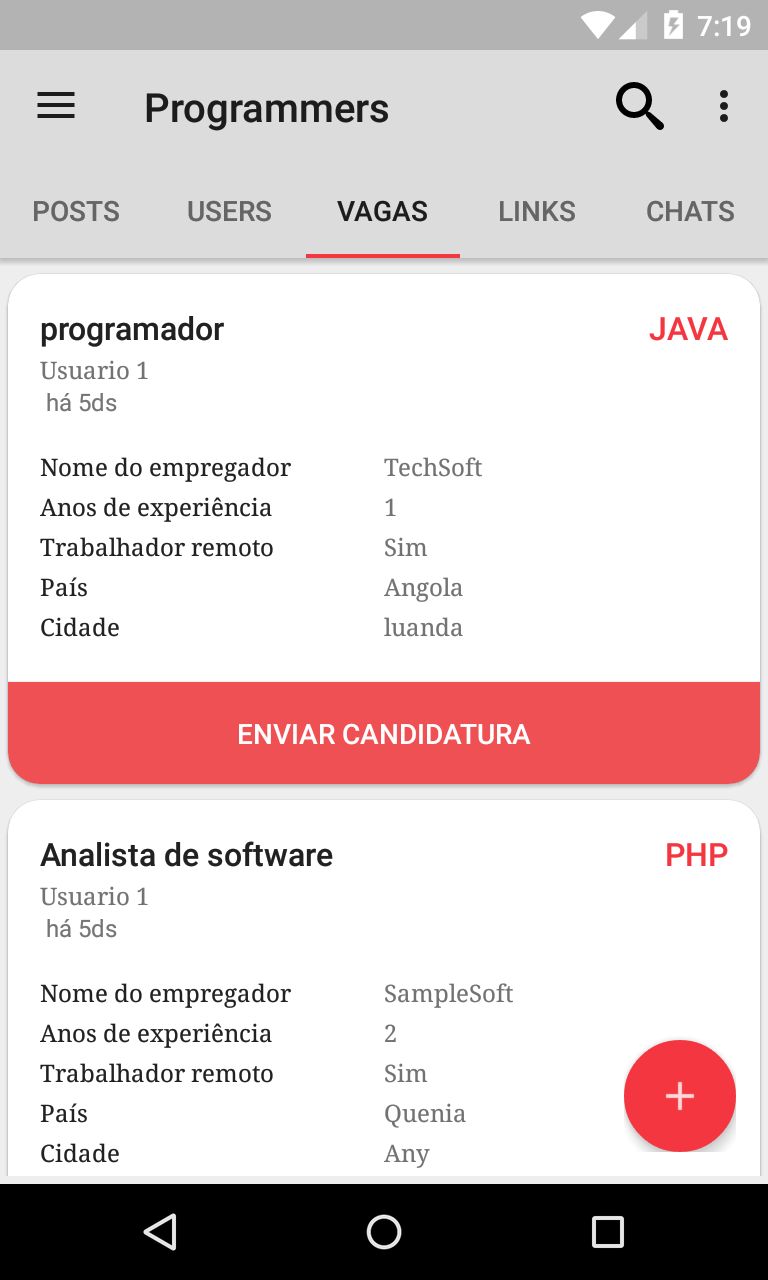 7:19
Programmers
POSTS USERS VAGAS LINKS CHATS
programador JAVA
Usuario 1
há 5ds
Nome do empregador TechSoft
Anos de experiência 1
Trabalhador remoto Sim
País Angola
Cidade luanda
ENVIAR CANDIDATURA
Analista de software PHP
Usuario 1
há 5ds
Nome do empregador SampleSoft
Anos de experiência 2
Trabalhador remoto Sim
País Quenia
Cidade Any